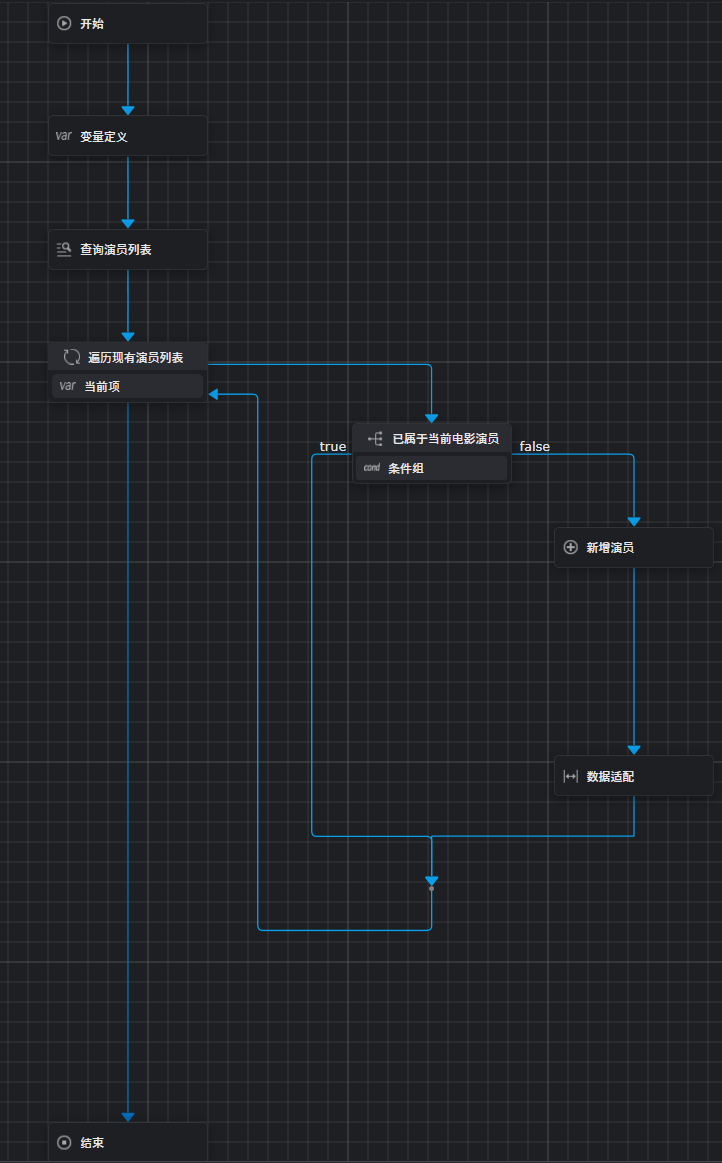 开始
var 变量定义
查询演员列表
遍历现有演员列表
var 当前项
已属于当前电影演员
true
false
cond 条件组
新增演员
数据适配
结束